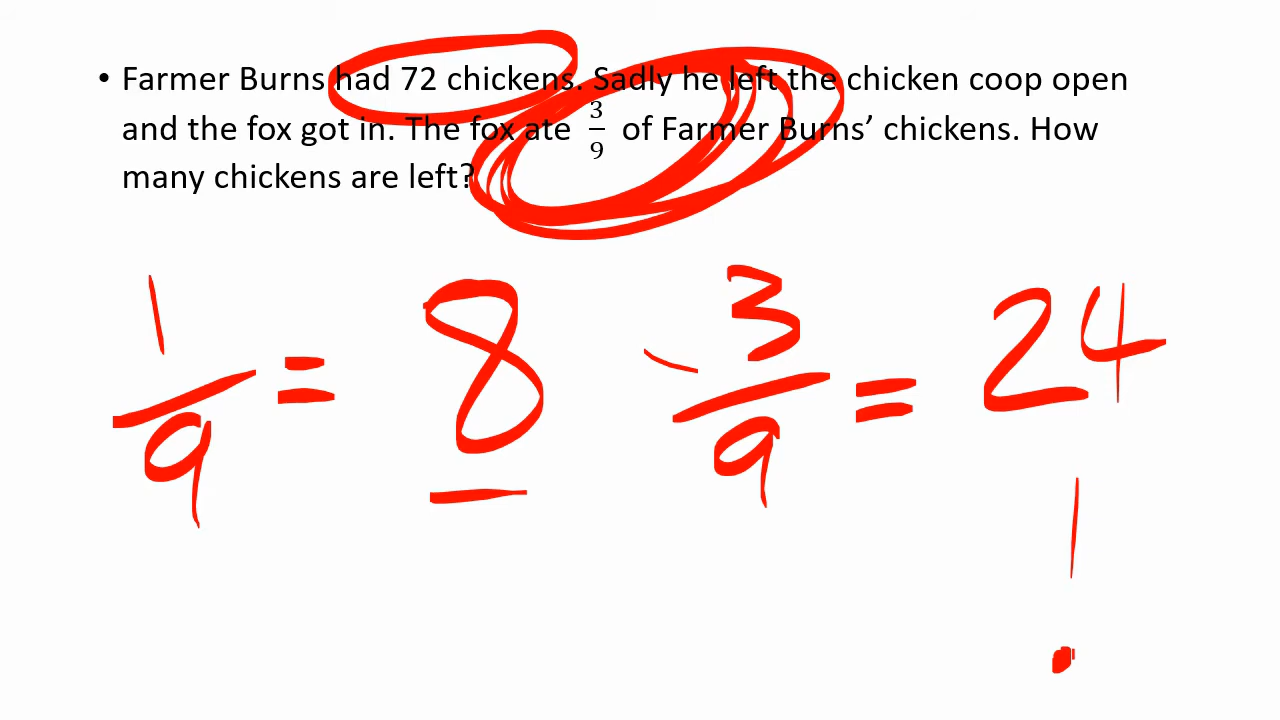 • Farmer Burns had 72 chickens. Sadly he left the chicken coop open
and the fox got in. The fox ate 3/9 of Farmer Burns’ chickens. How
many chickens are left?
1/9 = 8 3/9 = 24
!